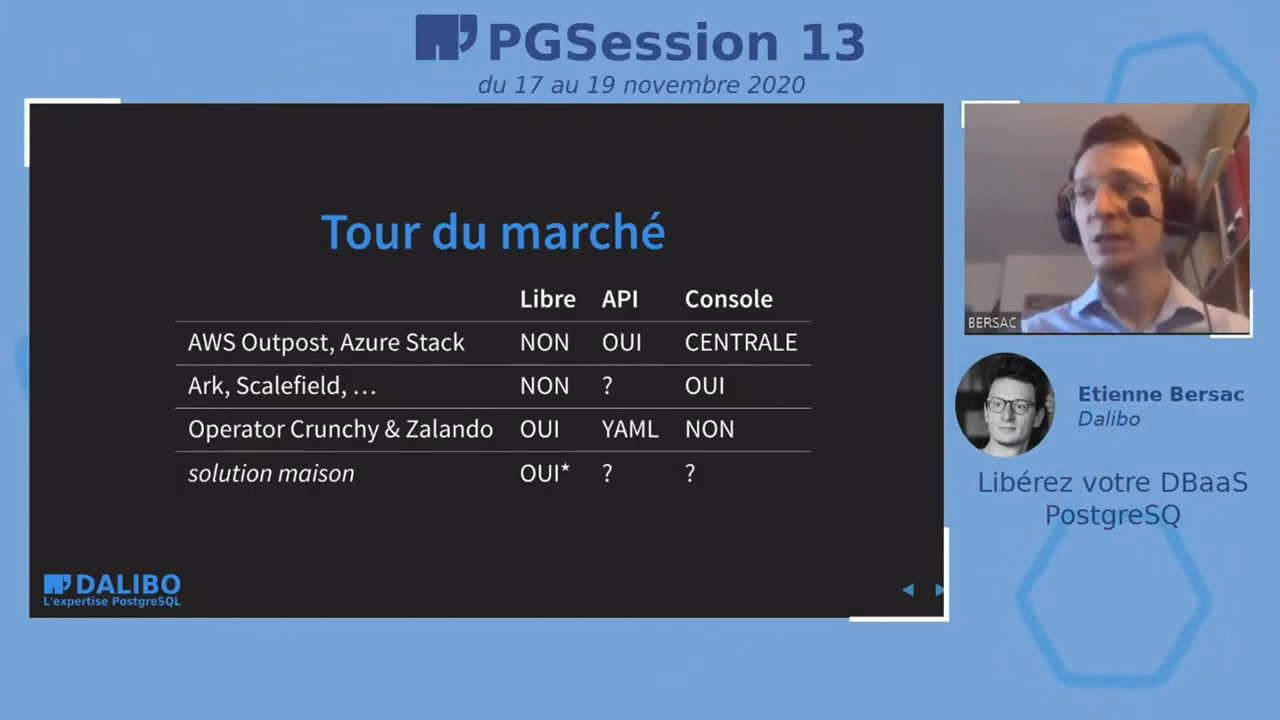 PGSession 13
du 17 au 19 novembre 2020
Tour du marché
Libre API Console
AWS Outpost, Azure Stack NON OUI CENTRALE
Ark, Scalefield, … NON ? OUI
Operator Crunchy & Zalando OUI YAML NON
solution maison OUI* ? ?
DALIBO
L'expertise PostgreSQL
BERSAC
Etienne Bersac
Dalibo
Libérez votre DBaaS
PostgreSQ